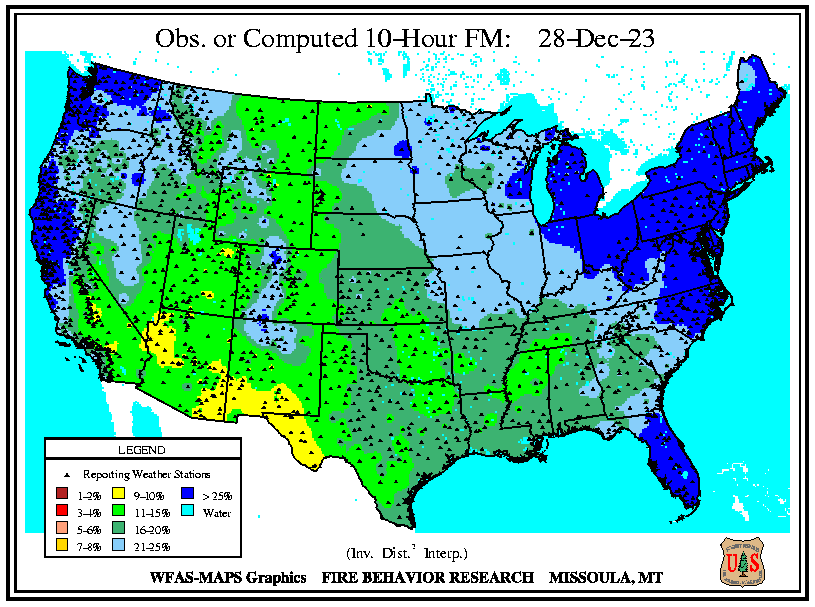 Obs. or Computed 10-Hour FM: 28-Dec-23
LEGEND
Reporting Weather Stations
1-2% 9-10% > 25%
3-4% 11-15% Water
5-6% 16-20%
7-8% 21-25%
(Inv. Dist.² Interp.)
WFAS-MAPS Graphics FIRE BEHAVIOR RESEARCH MISSOULA, MT
U S